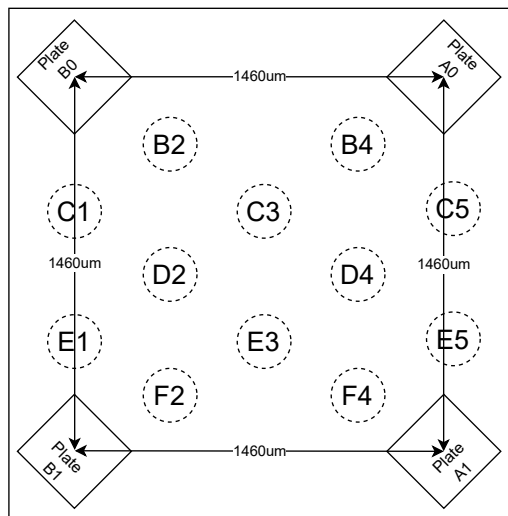 Plate
B0
1460um
Plate
A0
B2
B4
C1
C3
C5
1460um
1460um
D2
D4
E1
E3
E5
F2
F4
Plate
B1
1460um
Plate
A1